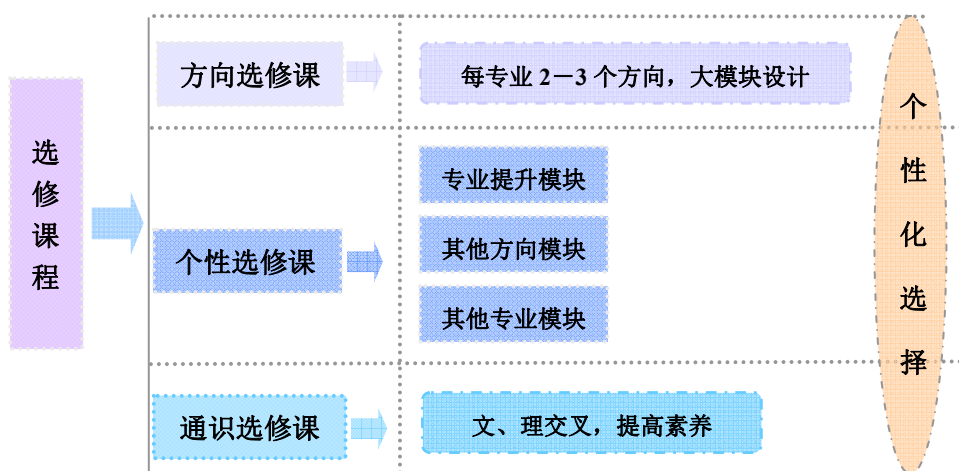 选修课程
方向选修课
每专业 2－3 个方向，大模块设计
个性选修课
专业提升模块
其他方向模块
其他专业模块
通识选修课
文、理交叉，提高素养
个性化选择